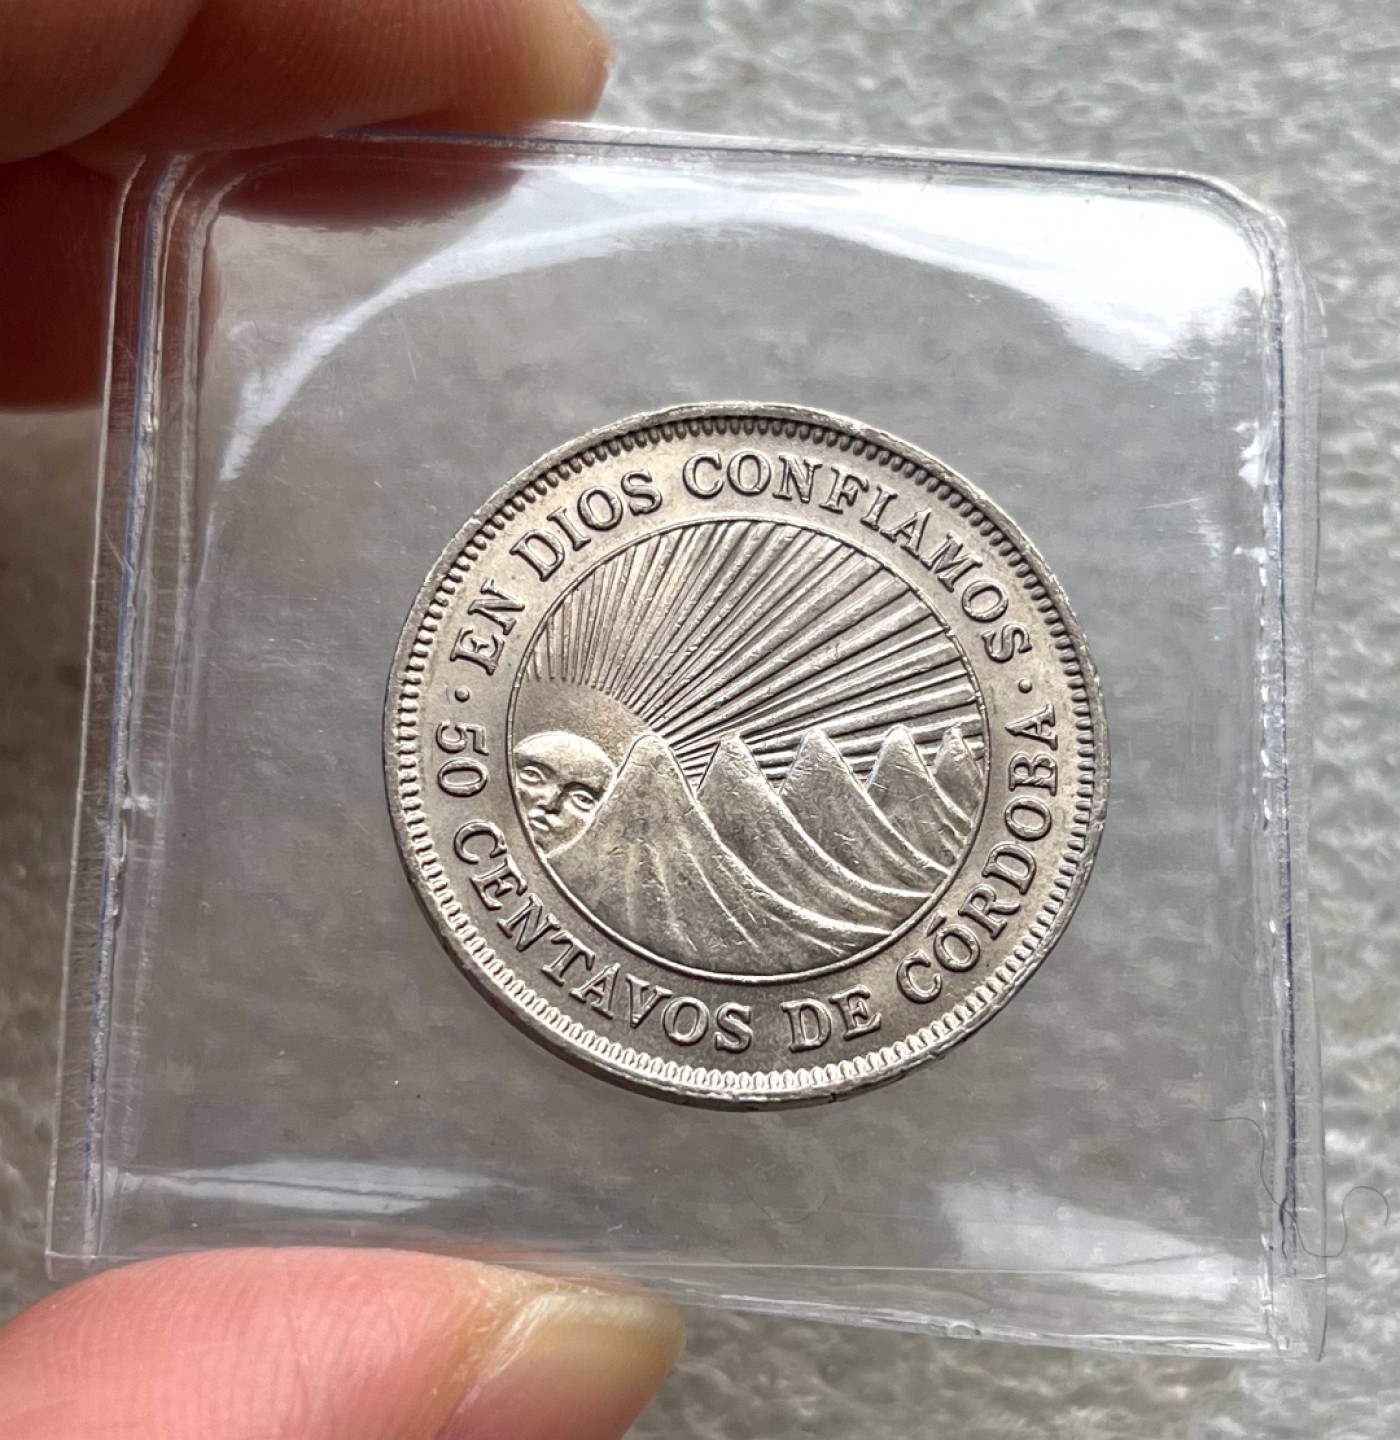 · EN DIOS CONFIAMOS ·
50 CENTAVOS DE CÓRDOBA